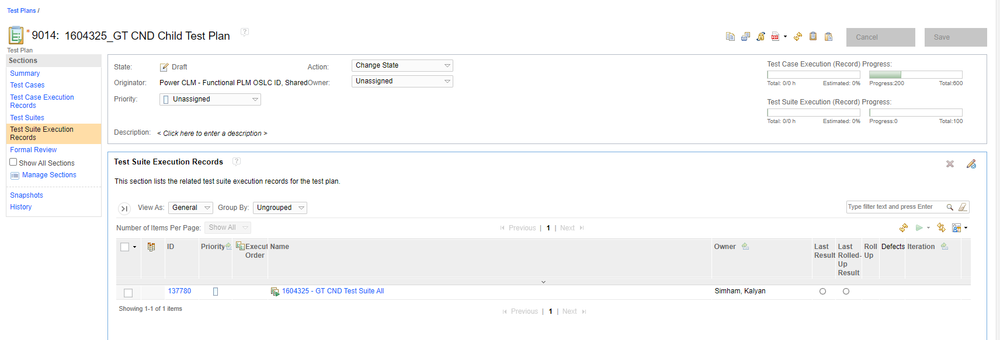 Test Plans /
* 9014: 1604325_GT CND Child Test Plan ?
Test Plan
Cancel
Save
Sections
Summary
Test Cases
Test Case Execution
Records
Test Suites
Test Suite Execution
Records
Formal Review
Show All Sections
Manage Sections
Snapshots
History
State: Draft Action: Change State
Originator: Power CLM - Functional PLM OSLC ID, Shared Owner: Unassigned
Priority: Unassigned
Description: < Click here to enter a description >
Test Case Execution (Record) Progress:
Total: 0/0 h Estimated: 0% Progress:200 Total:600
Test Suite Execution (Record) Progress:
Total: 0/0 h Estimated: 0% Progress:0 Total:100
Test Suite Execution Records ?
This section lists the related test suite execution records for the test plan.
View As: General Group By: Ungrouped
Type filter text and press Enter
Number of Items Per Page: Show All
Previous | 1 | Next
ID Priority Execut Order Name Owner Last Result Last Rolled-Up Result Roll Up Defects Iteration
137780 1604325 - GT CND Test Suite All Simham, Kalyan
Showing 1-1 of 1 items
Previous | 1 | Next